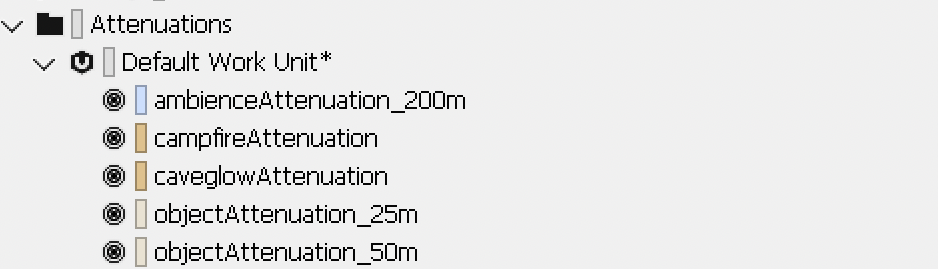 Attenuations
Default Work Unit*
ambienceAttenuation_200m
campfireAttenuation
caveglowAttenuation
objectAttenuation_25m
objectAttenuation_50m